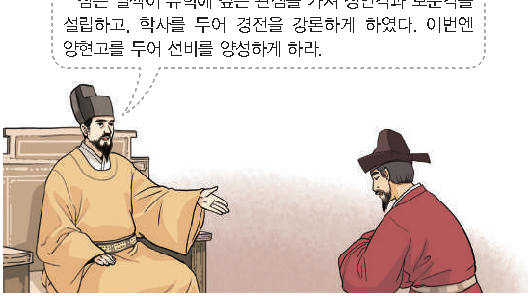 짐은 일찍이 유학에 깊은 관심을 가져 청연각과 보문각을
설립하고, 학사를 두어 경전을 강론하게 하였다. 이번엔
양현고를 두어 선비를 양성하게 하라.